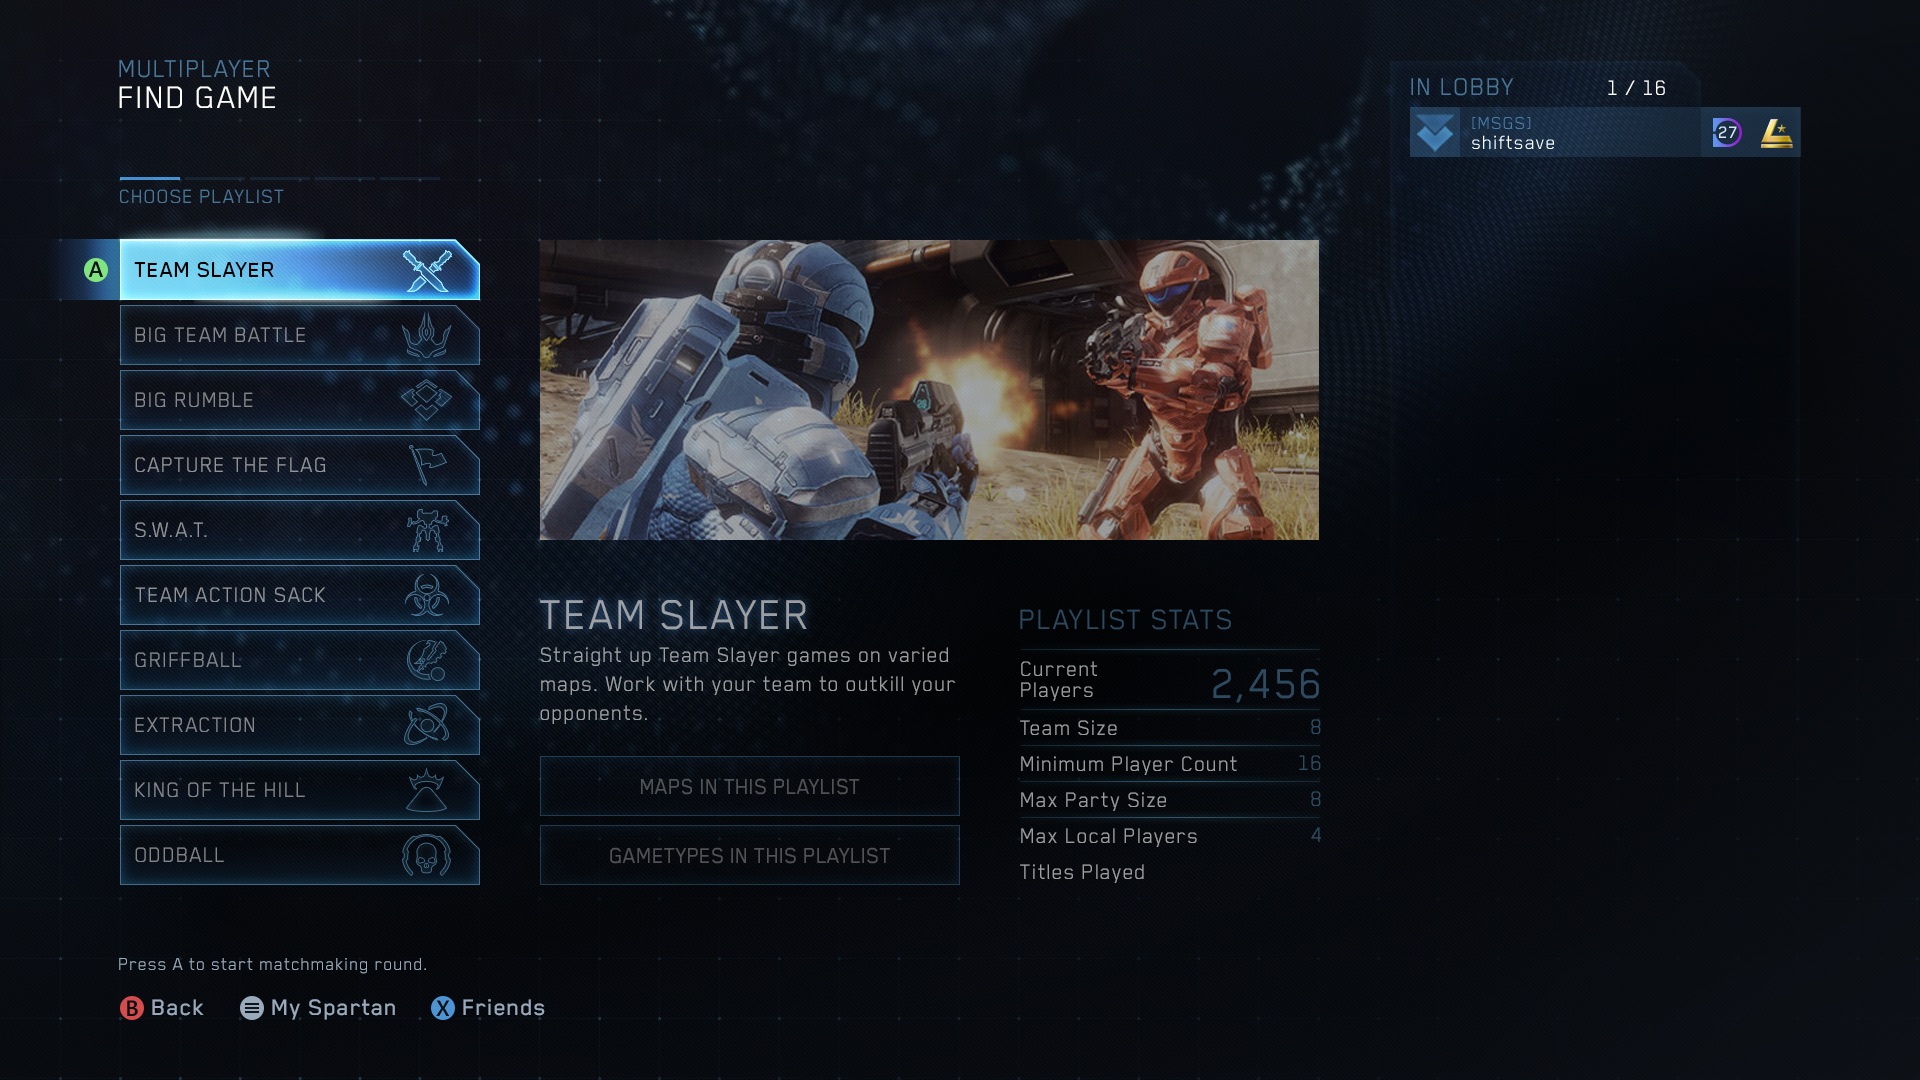 MULTIPLAYER
FIND GAME
IN LOBBY 1 / 16
[MSGS]
shiftsave
27
CHOOSE PLAYLIST
A TEAM SLAYER
BIG TEAM BATTLE
BIG RUMBLE
CAPTURE THE FLAG
S.W.A.T.
TEAM ACTION SACK
GRIFFBALL
EXTRACTION
KING OF THE HILL
ODDBALL
TEAM SLAYER
Straight up Team Slayer games on varied
maps. Work with your team to outkill your
opponents.
MAPS IN THIS PLAYLIST
GAMETYPES IN THIS PLAYLIST
PLAYLIST STATS
Current
Players 2,456
Team Size 8
Minimum Player Count 16
Max Party Size 8
Max Local Players 4
Titles Played
Press A to start matchmaking round.
B Back My Spartan X Friends